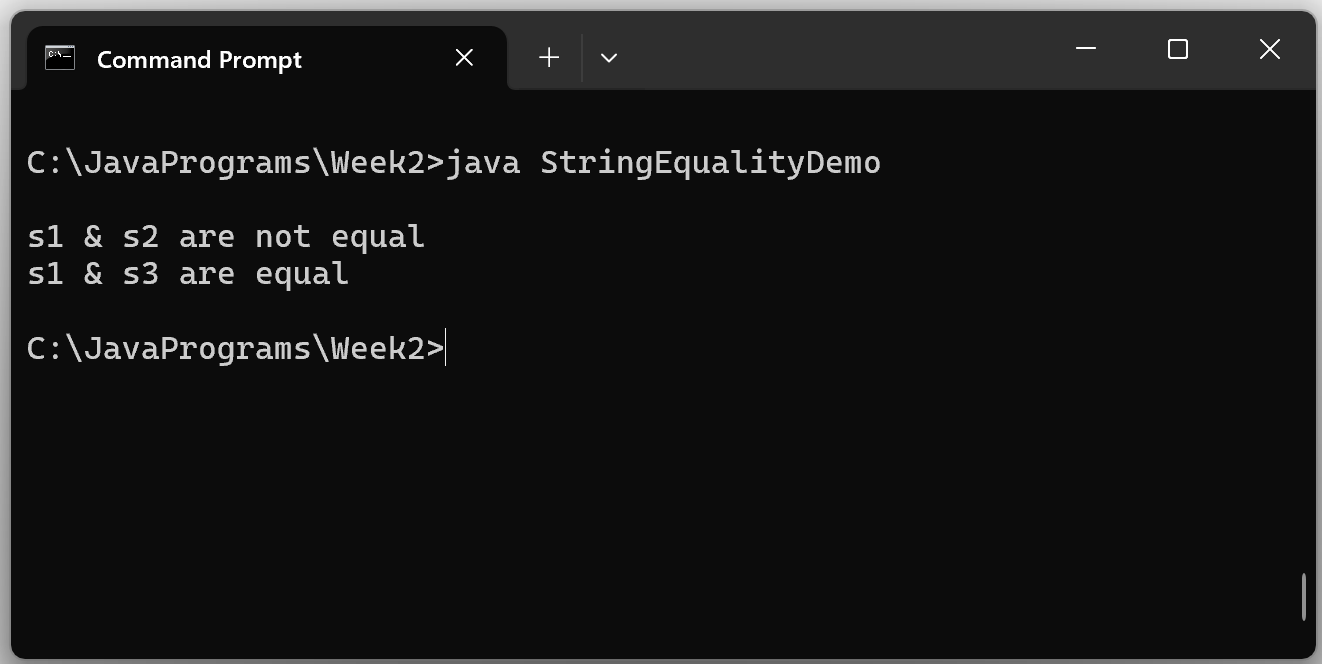 Command Prompt
C:\JavaPrograms\Week2>java StringEqualityDemo
s1 & s2 are not equal
s1 & s3 are equal
C:\JavaPrograms\Week2>